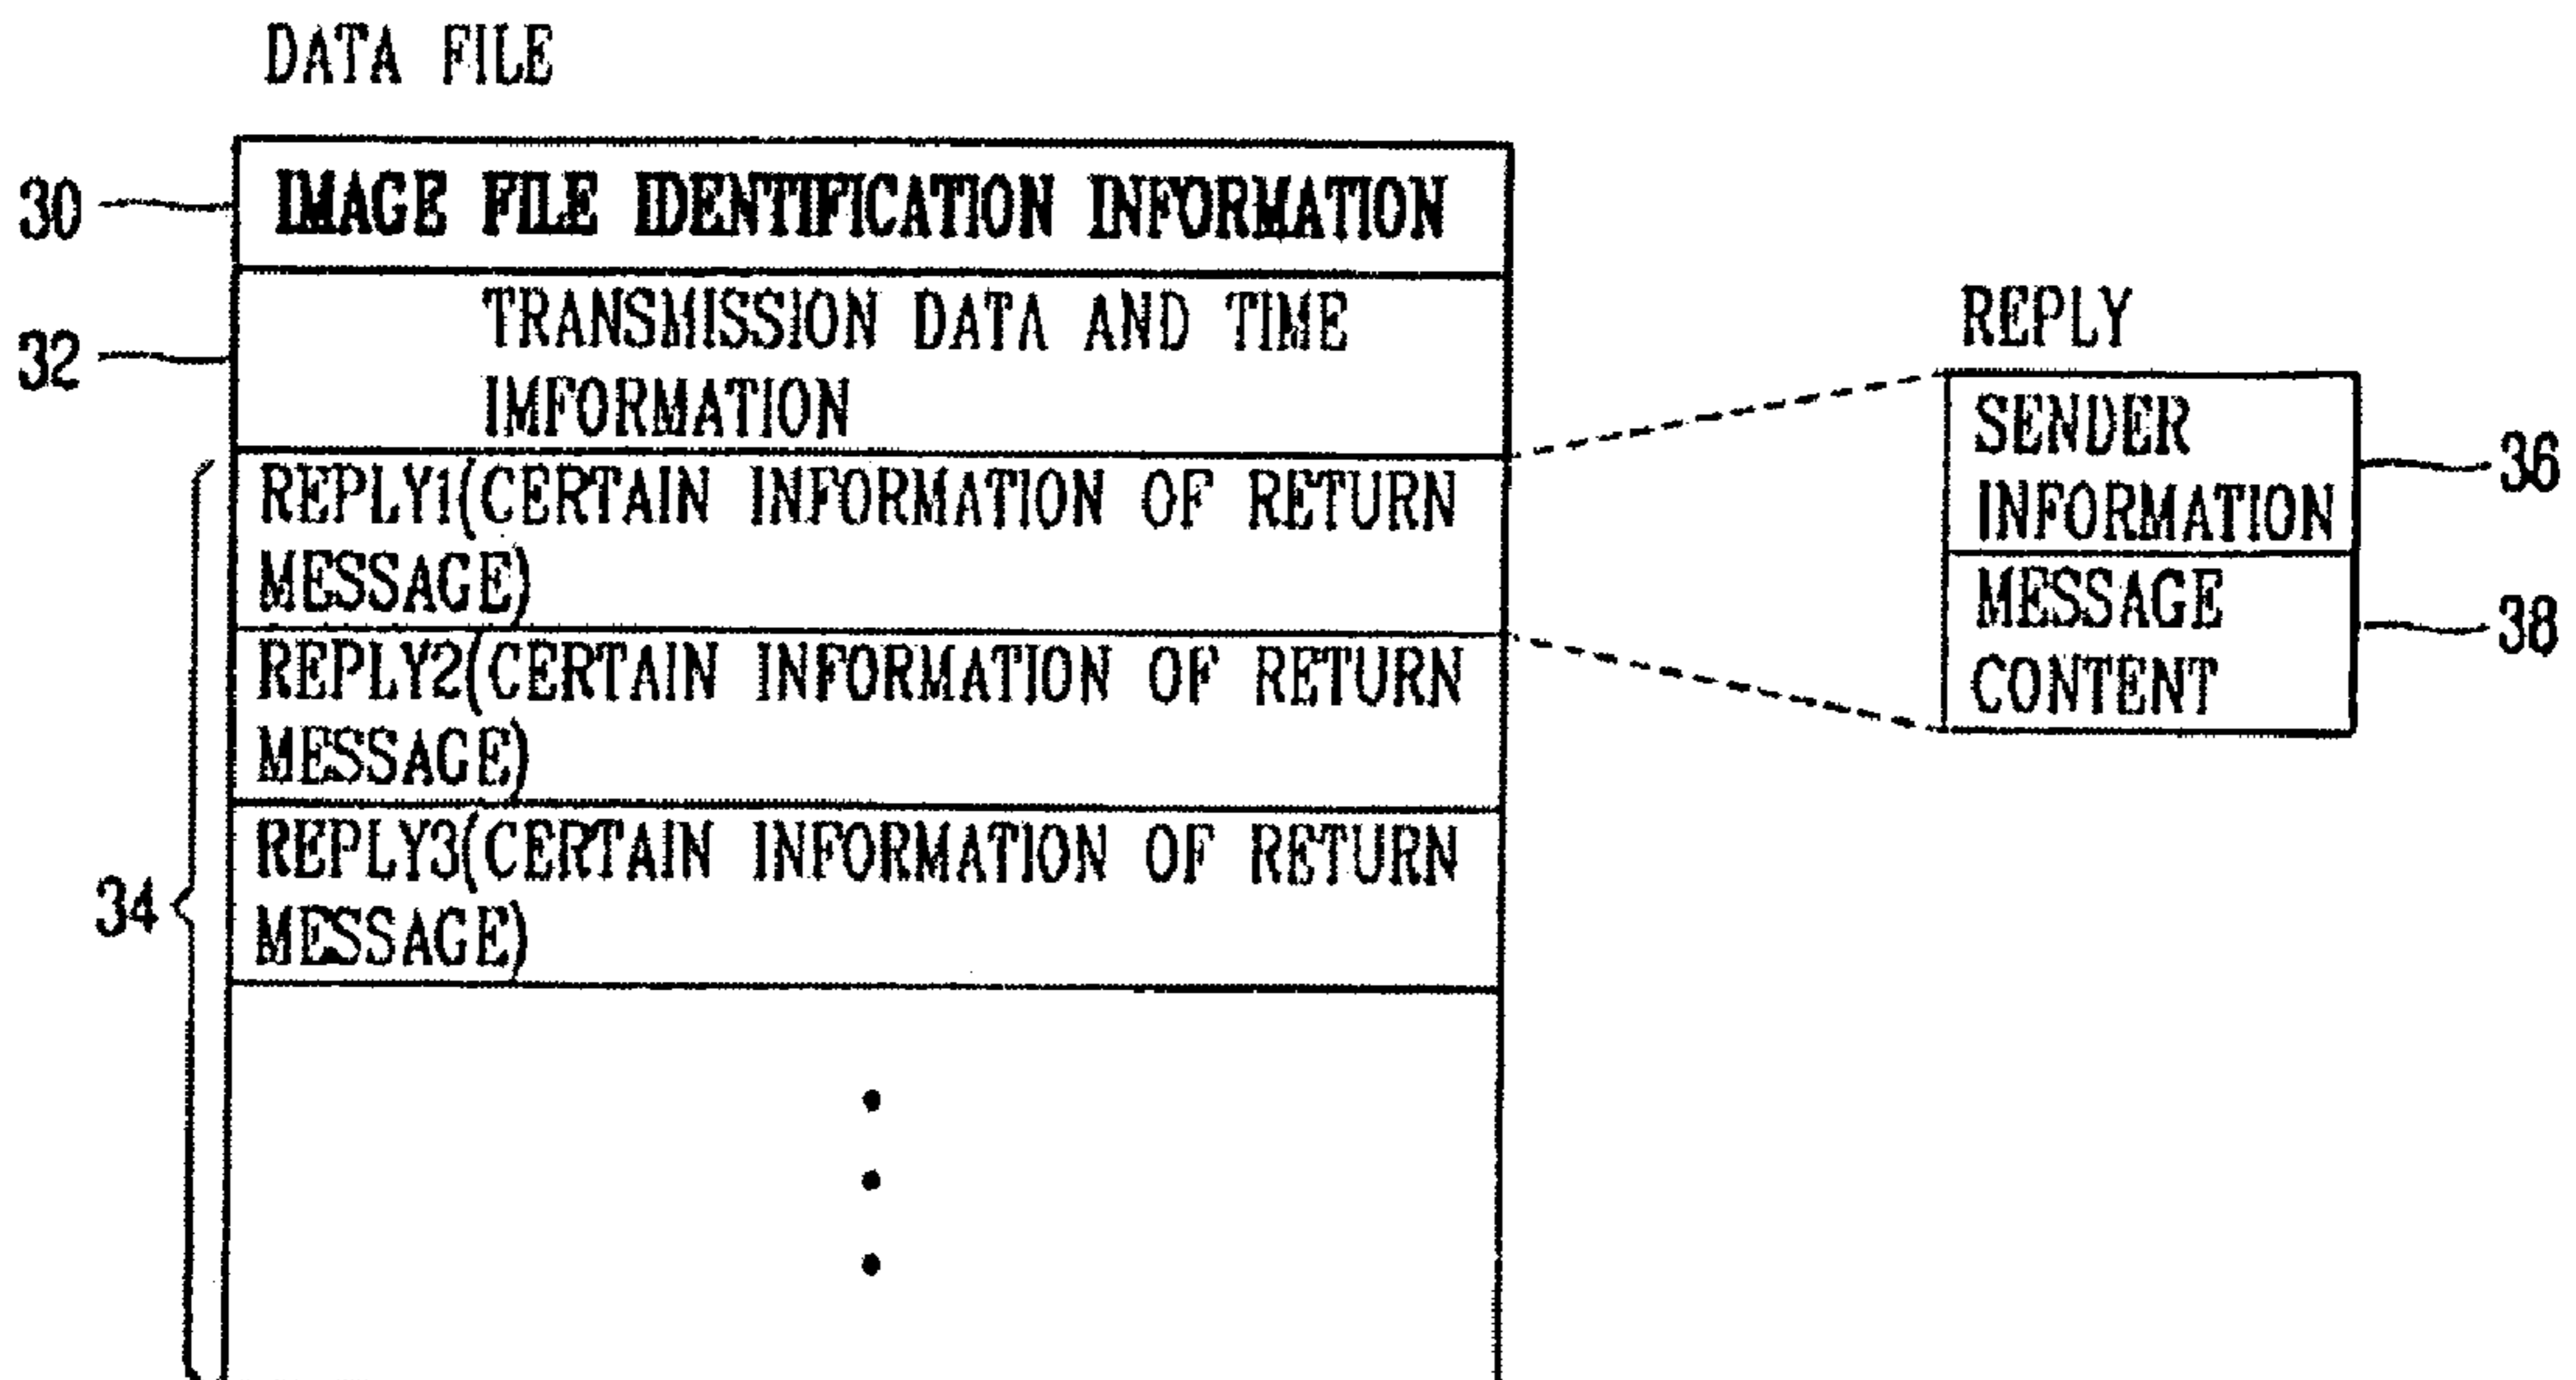 DATA FILE
30
IMAGE FILE IDENTIFICATION INFORMATION
32
TRANSMISSION DATA AND TIME
IMFORMATION
34
REPLY1(CERTAIN INFORMATION OF RETURN
MESSAGE)
REPLY2(CERTAIN INFORMATION OF RETURN
MESSAGE)
REPLY3(CERTAIN INFORMATION OF RETURN
MESSAGE)
REPLY
SENDER
INFORMATION
36
MESSAGE
CONTENT
38